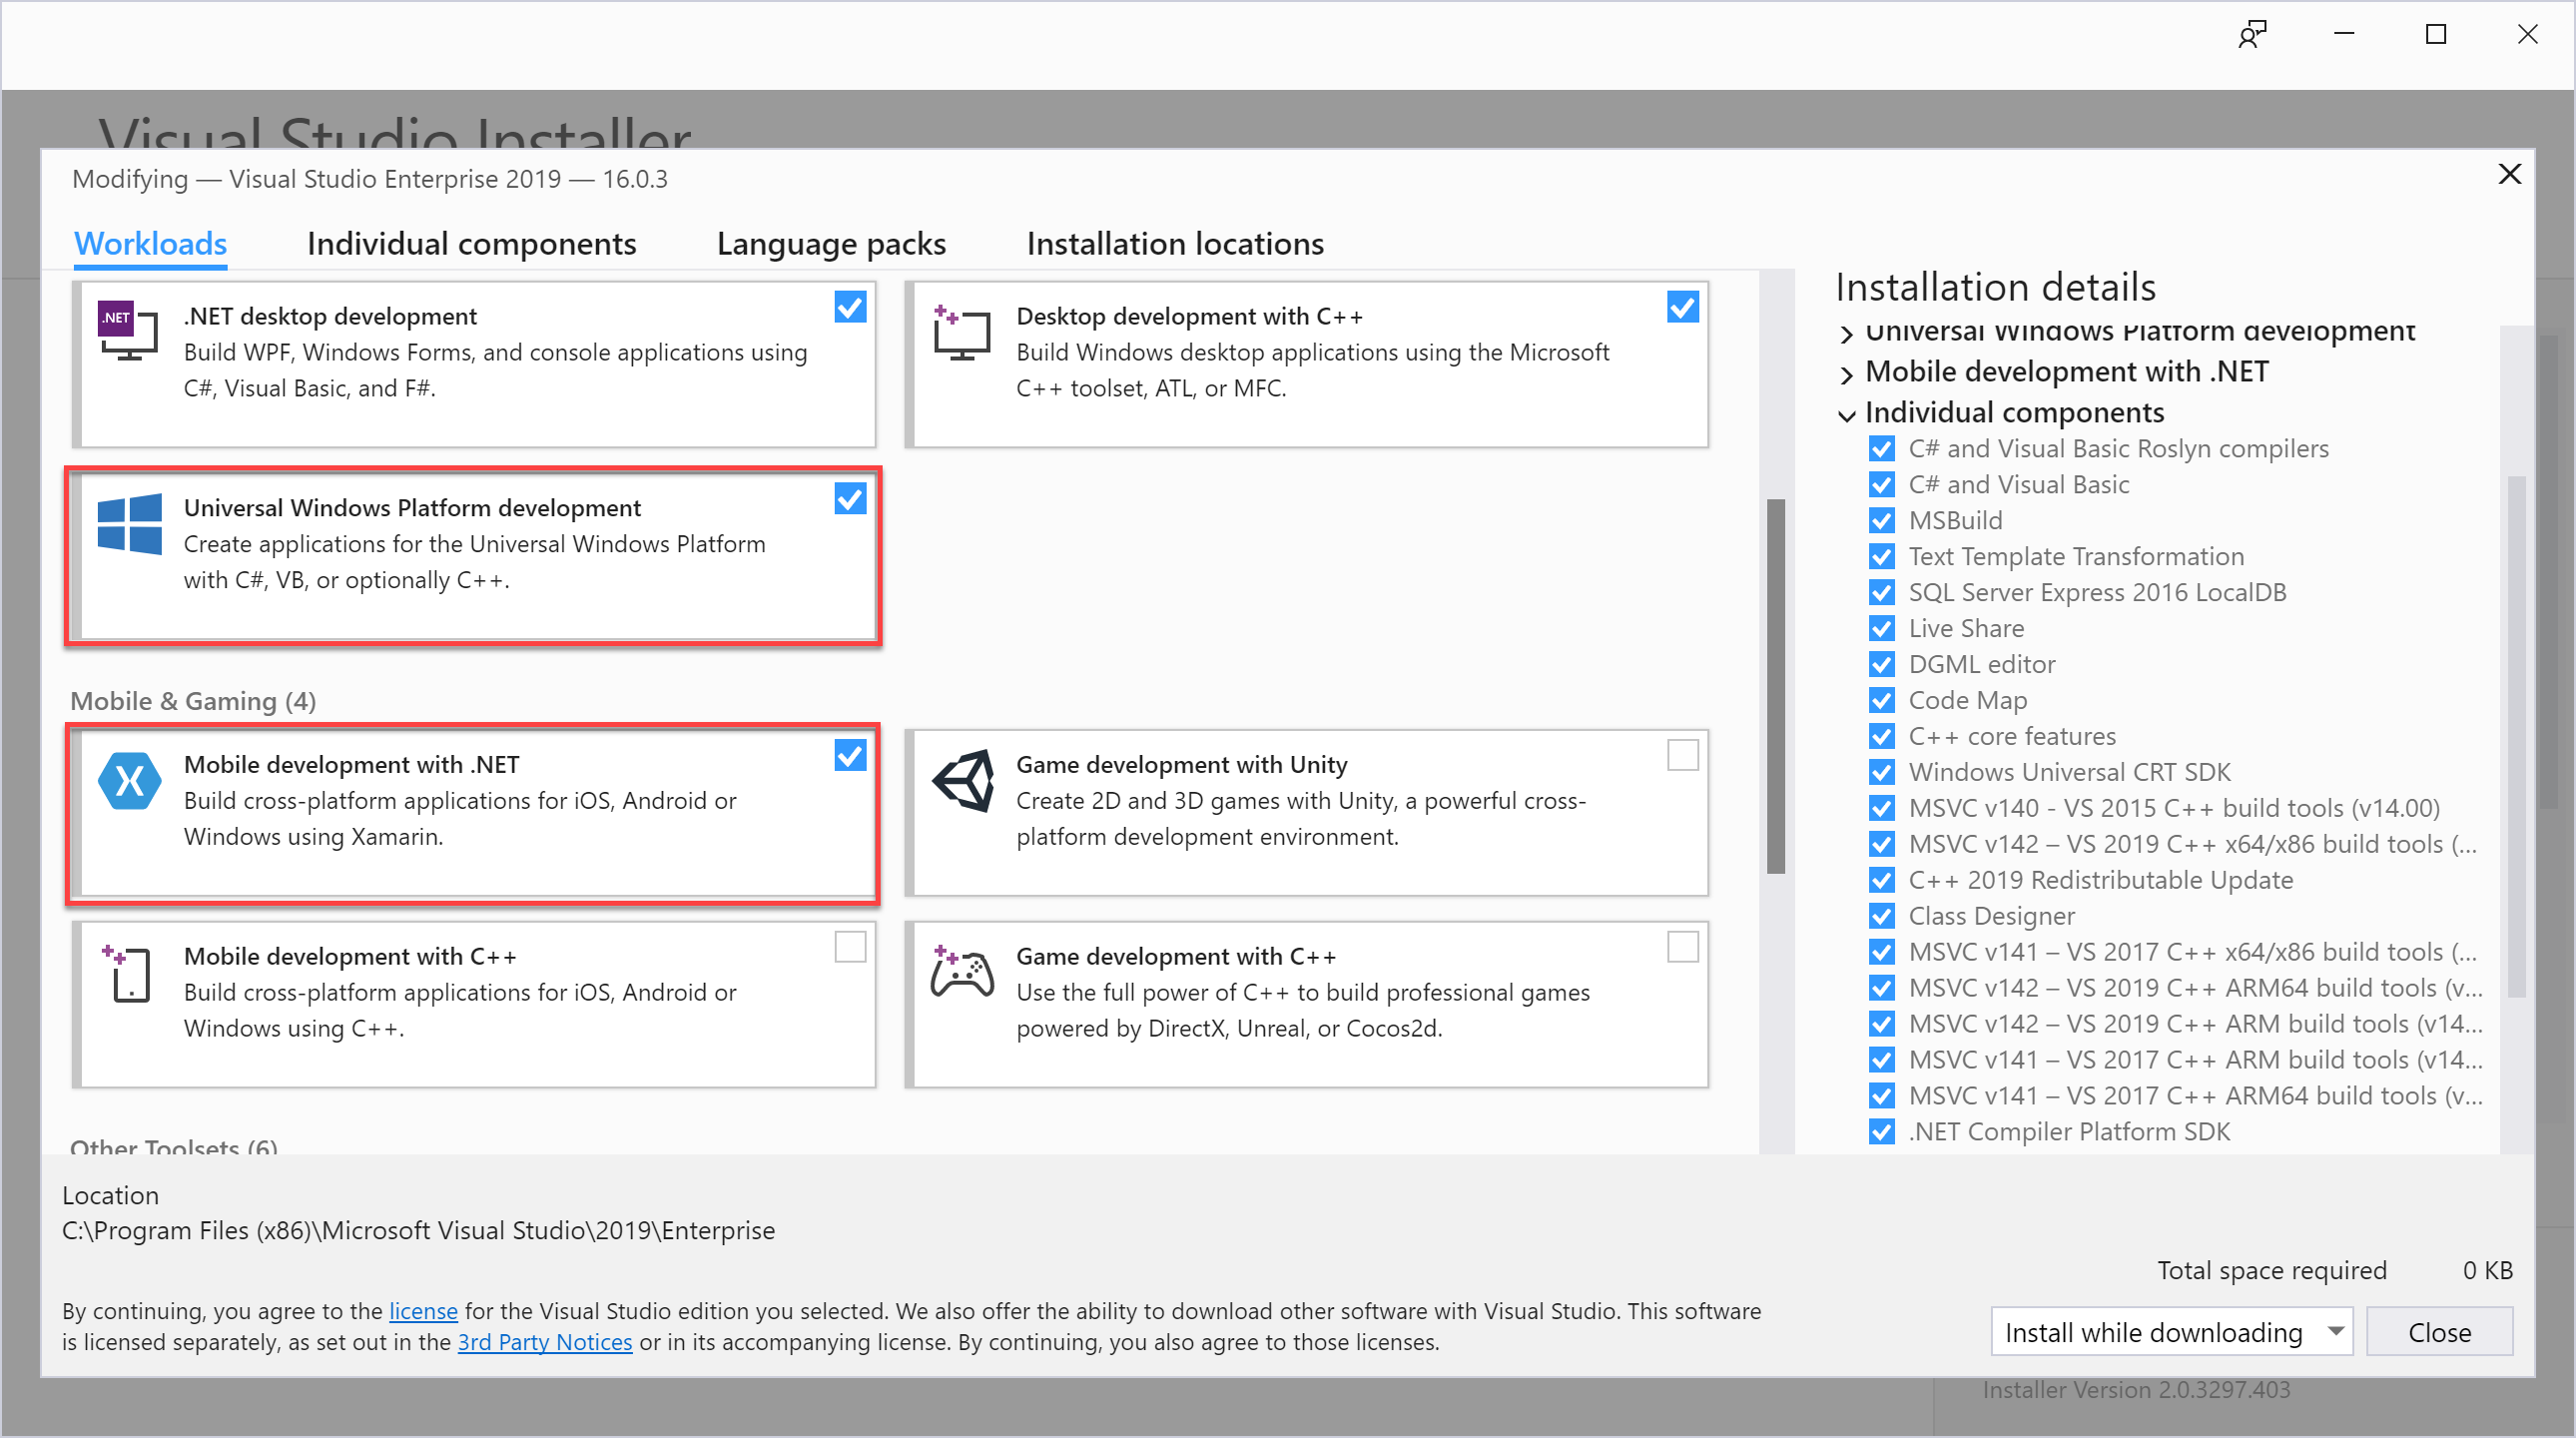 Visual Studio Installer
Modifying — Visual Studio Enterprise 2019 — 16.0.3
Workloads
Individual components
Language packs
Installation locations
.NET
.NET desktop development
Build WPF, Windows Forms, and console applications using
C#, Visual Basic, and F#.
Desktop development with C++
Build Windows desktop applications using the Microsoft
C++ toolset, ATL, or MFC.
Universal Windows Platform development
Create applications for the Universal Windows Platform
with C#, VB, or optionally C++.
Mobile & Gaming (4)
Mobile development with .NET
Build cross-platform applications for iOS, Android or
Windows using Xamarin.
Game development with Unity
Create 2D and 3D games with Unity, a powerful cross-
platform development environment.
Mobile development with C++
Build cross-platform applications for iOS, Android or
Windows using C++.
Game development with C++
Use the full power of C++ to build professional games
powered by DirectX, Unreal, or Cocos2d.
Other Toolsets (6)
Installation details
Universal Windows Platform development
Mobile development with .NET
Individual components
C# and Visual Basic Roslyn compilers
C# and Visual Basic
MSBuild
Text Template Transformation
SQL Server Express 2016 LocalDB
Live Share
DGML editor
Code Map
C++ core features
Windows Universal CRT SDK
MSVC v140 - VS 2015 C++ build tools (v14.00)
MSVC v142 – VS 2019 C++ x64/x86 build tools (...
C++ 2019 Redistributable Update
Class Designer
MSVC v141 – VS 2017 C++ x64/x86 build tools (...
MSVC v142 – VS 2019 C++ ARM64 build tools (v...
MSVC v142 – VS 2019 C++ ARM build tools (v14...
MSVC v141 – VS 2017 C++ ARM build tools (v14...
MSVC v141 – VS 2017 C++ ARM64 build tools (v...
.NET Compiler Platform SDK
Location
C:\Program Files (x86)\Microsoft Visual Studio\2019\Enterprise
Total space required 0 KB
By continuing, you agree to the license for the Visual Studio edition you selected. We also offer the ability to download other software with Visual Studio. This software
is licensed separately, as set out in the 3rd Party Notices or in its accompanying license. By continuing, you also agree to those licenses.
Install while downloading
Close
Installer Version 2.0.3297.403